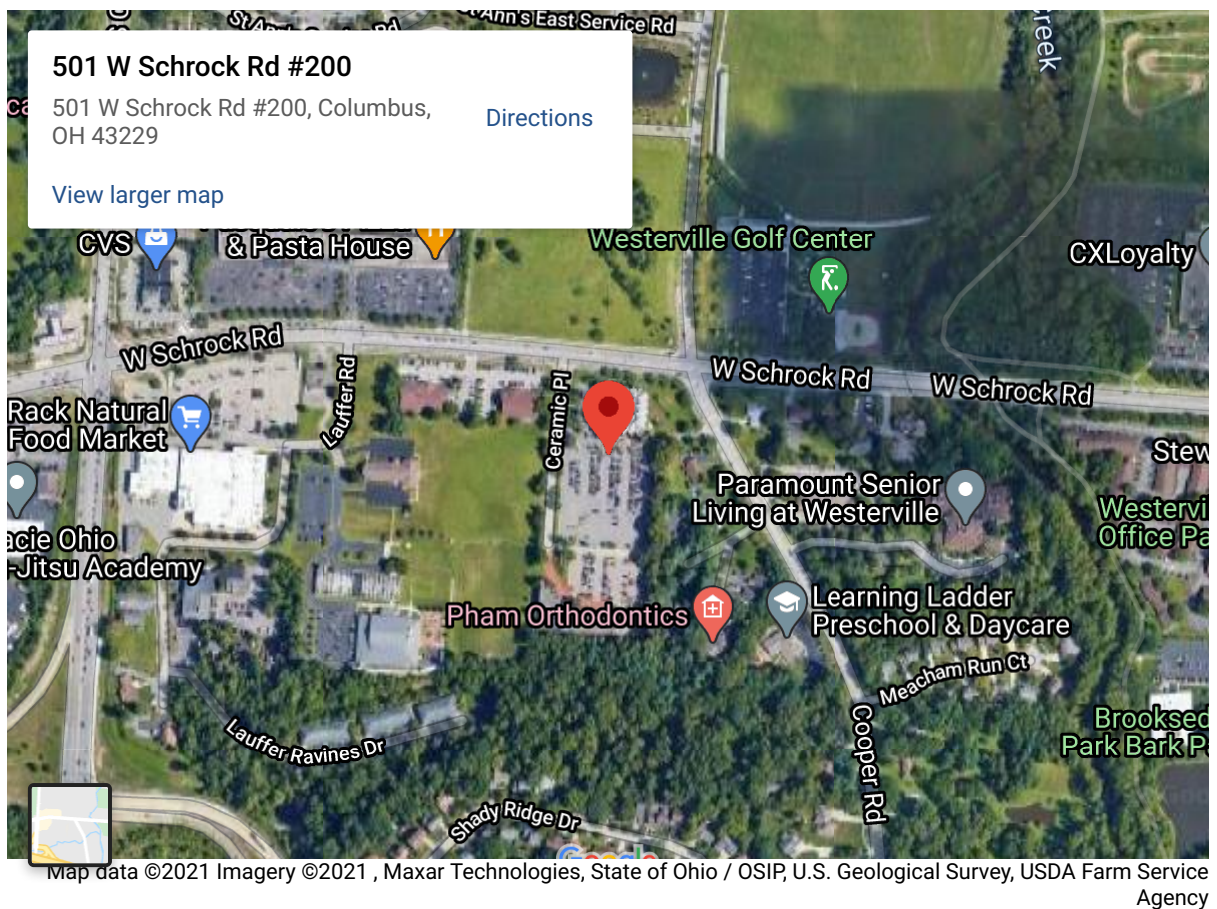 St Ann's East Service Rd
Creek
501 W Schrock Rd #200
501 W Schrock Rd #200, Columbus,
OH 43229
Directions
View larger map
CVS
& Pasta House
Westerville Golf Center
CXLoyalty
W Schrock Rd
W Schrock Rd
W Schrock Rd
Lauffer Rd
Ceramic Pl
Rack Natural
Food Market
Stew
Paramount Senior
Living at Westerville
Westervi
Office Pa
acie Ohio
-Jitsu Academy
Pham Orthodontics
Learning Ladder
Preschool & Daycare
Meacham Run Ct
Cooper Rd
Brooksed
Park Bark P
Lauffer Ravines Dr
Shady Ridge Dr
Google
Map data ©2021 Imagery ©2021 , Maxar Technologies, State of Ohio / OSIP, U.S. Geological Survey, USDA Farm Service
Agency